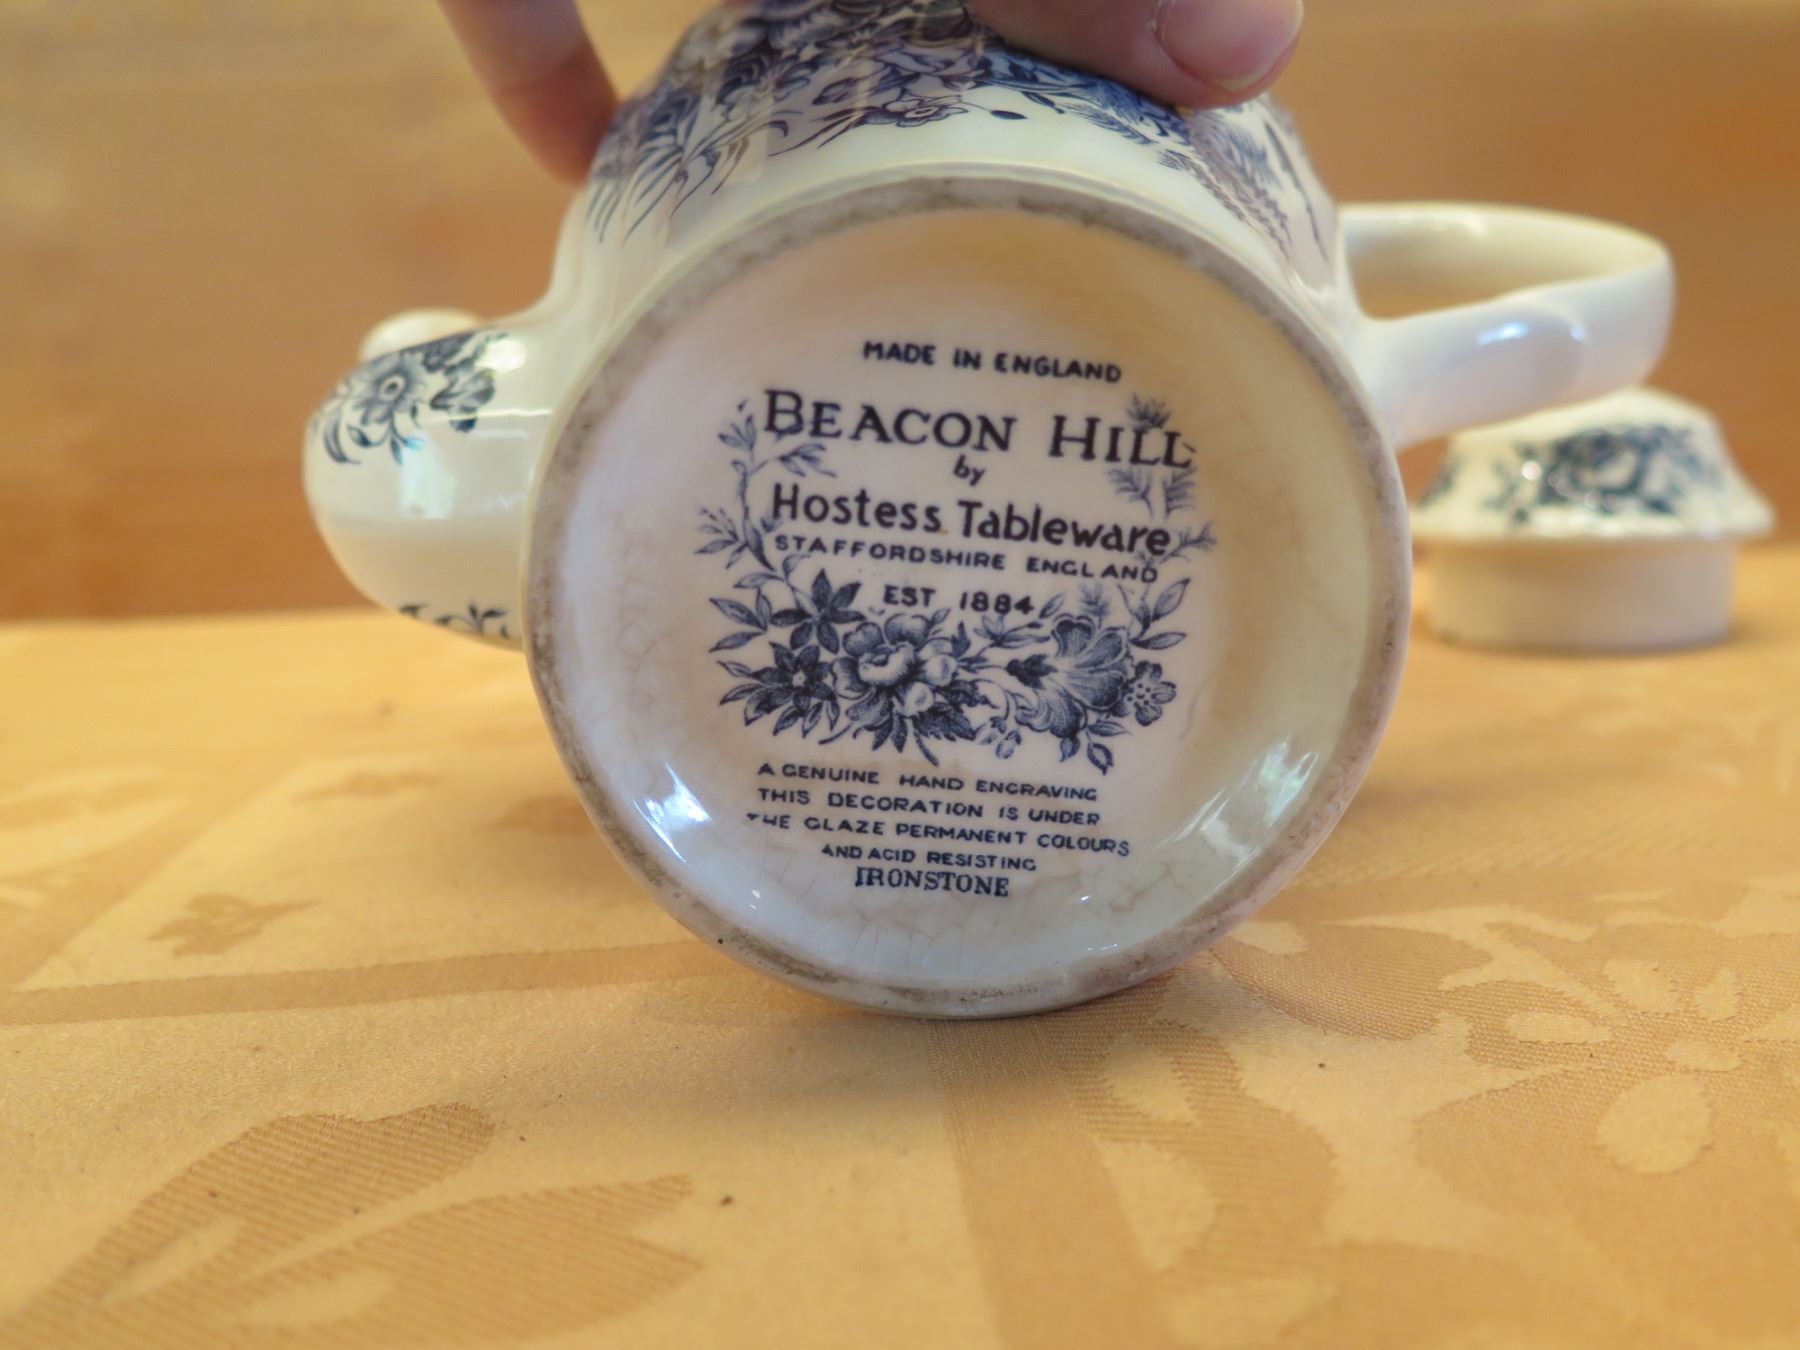 MADE IN ENGLAND
BEACON HILL
by
Hostess Tableware
STAFFORDSHIRE ENGLAND
EST 1884
A GENUINE HAND ENGRAVING
THIS DECORATION IS UNDER
THE GLAZE PERMANENT COLOURS
AND ACID RESISTING
IRONSTONE